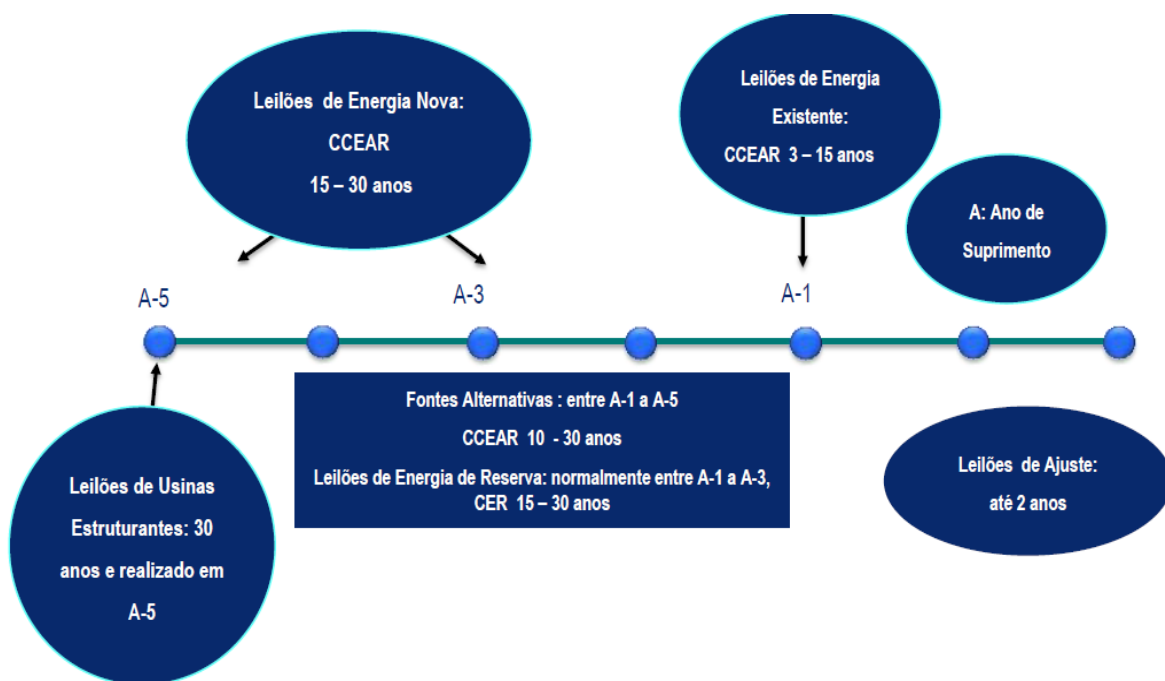 Leilões de Energia Nova:
CCEAR
15 – 30 anos
Leilões de Energia
Existente:
CCEAR 3 – 15 anos
A: Ano de
Suprimento
A-5
A-3
A-1
Fontes Alternativas : entre A-1 a A-5
CCEAR 10 - 30 anos
Leilões de Energia de Reserva: normalmente entre A-1 a A-3,
CER 15 – 30 anos
Leilões de Usinas
Estruturantes: 30
anos e realizado em
A-5
Leilões de Ajuste:
até 2 anos